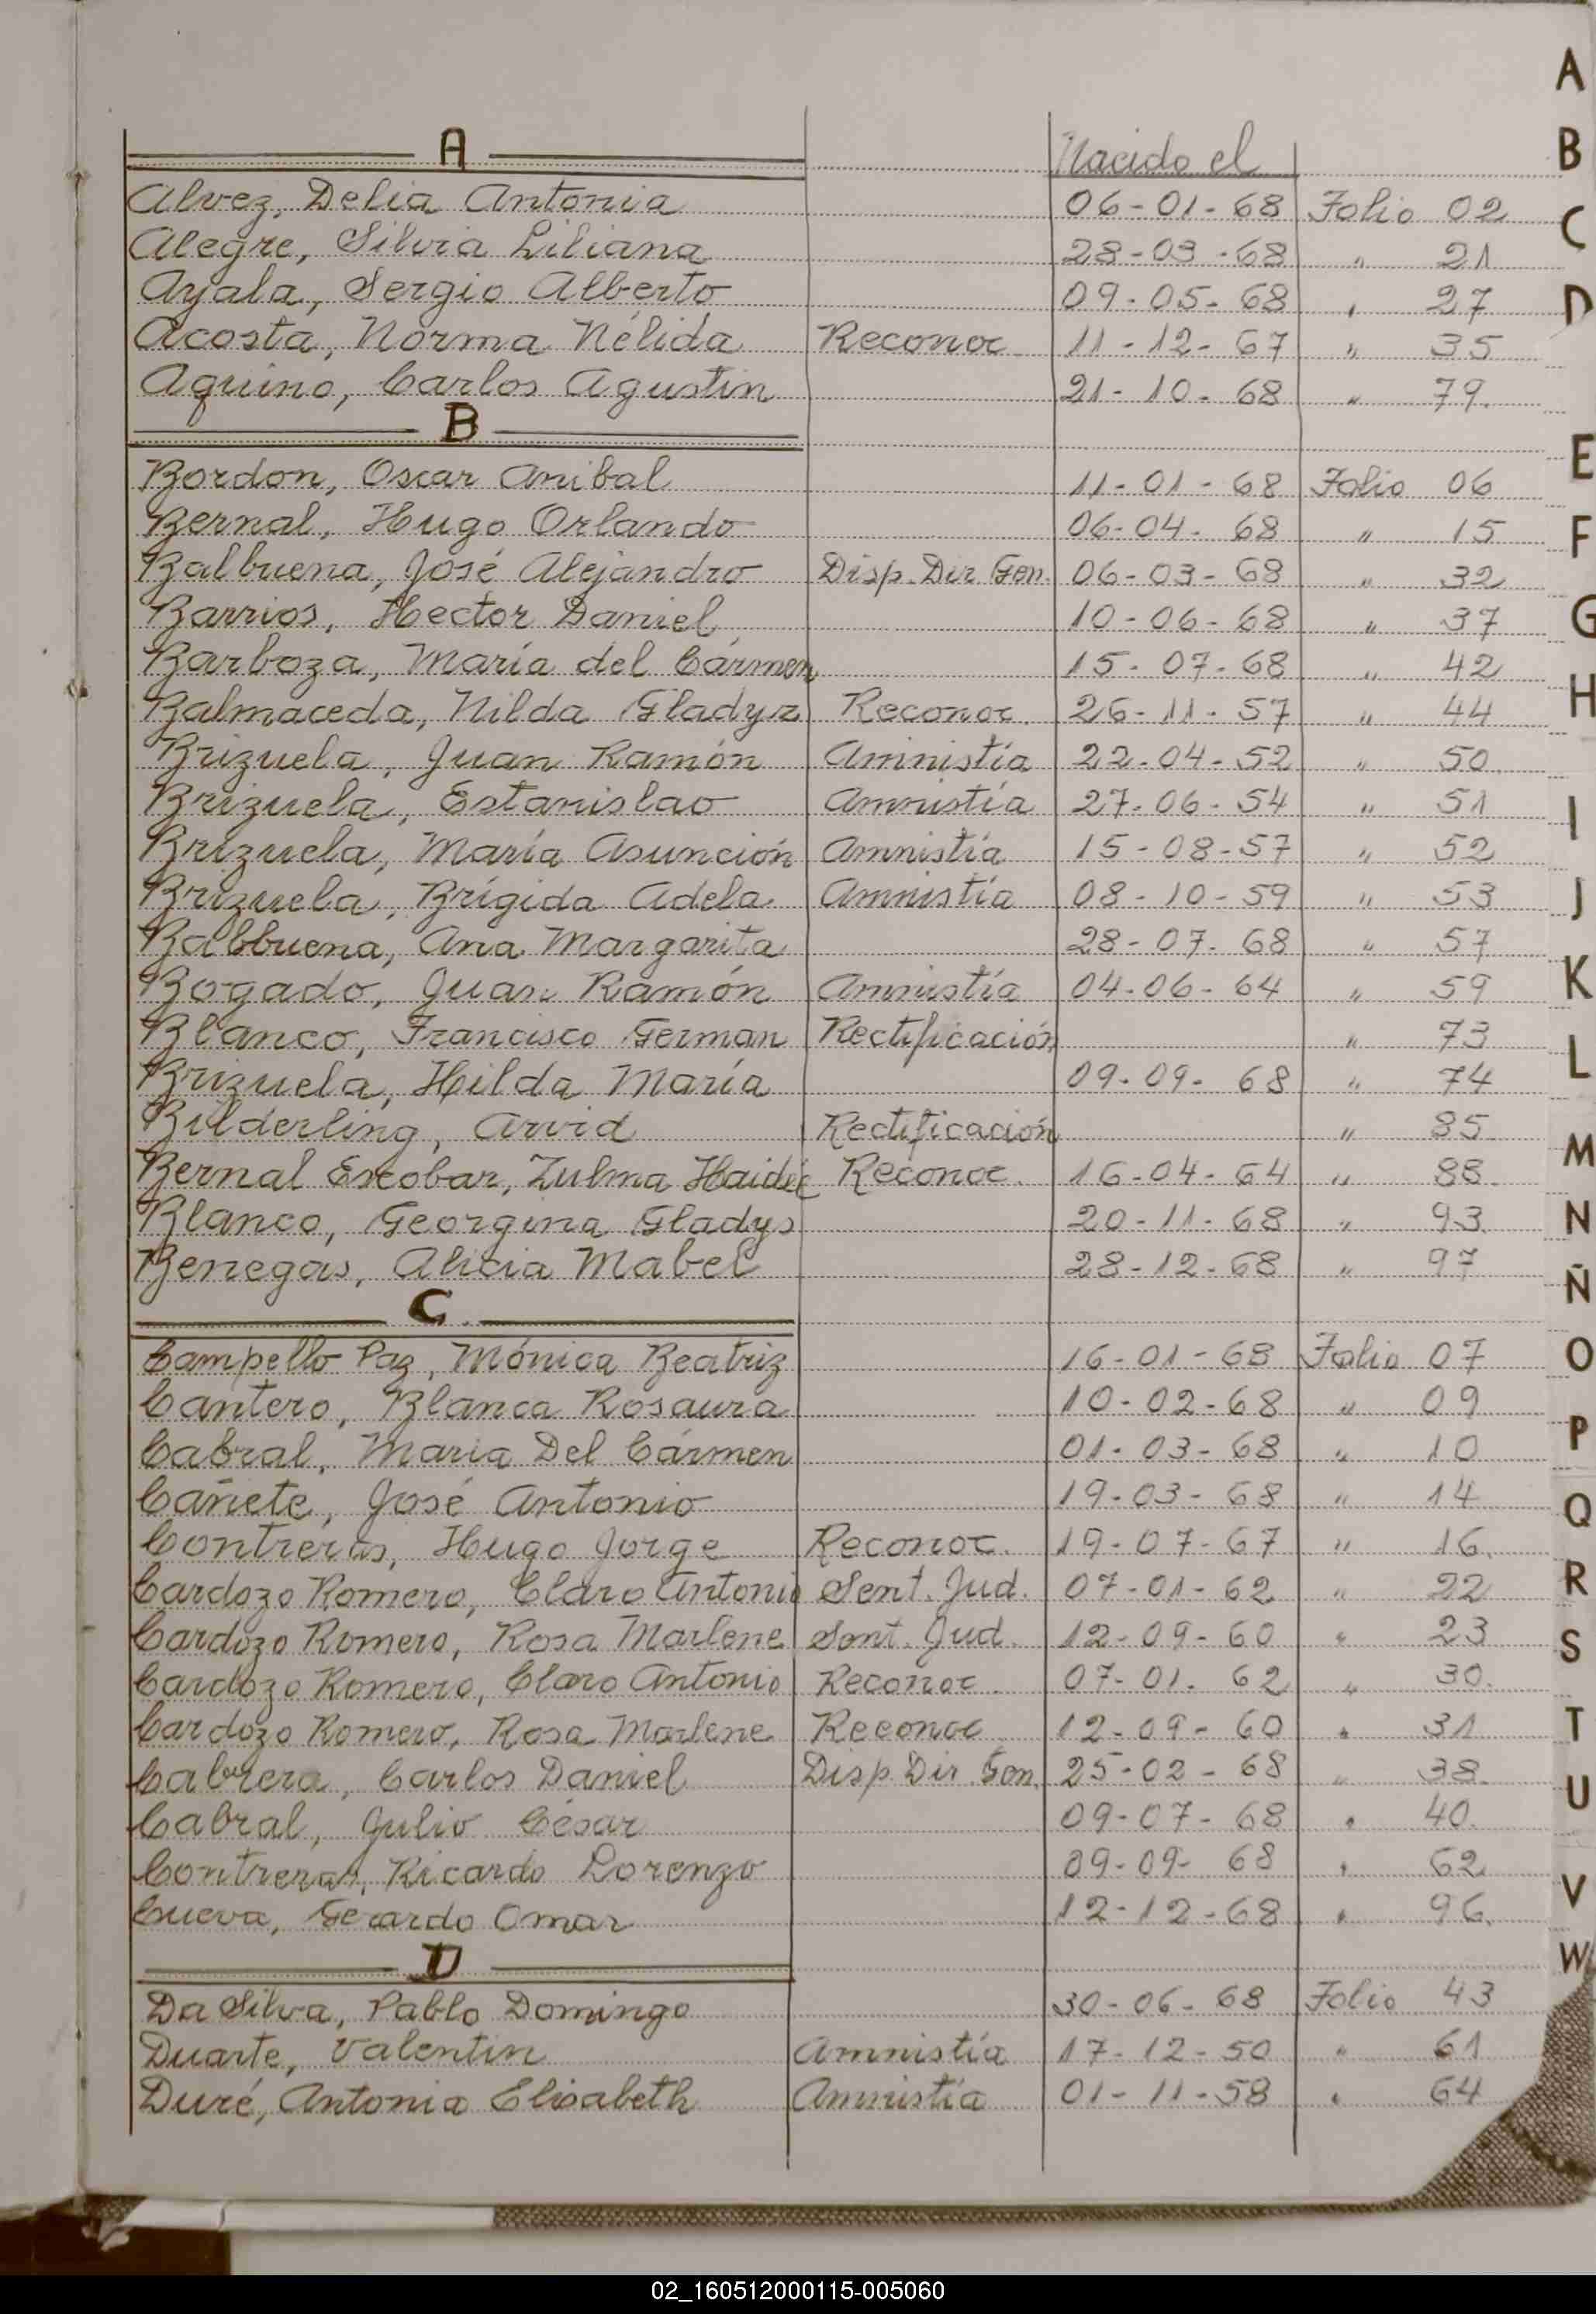 A
Nacido el
Alvez, Delia Antonia 06-01-68 Folio 02
Alegre, Silvia Liliana 28-03-68 " 21
Ayala, Sergio Alberto 09-05-68 " 27
Acosta, Norma Nélida Reconoc 11-12-67 " 35
Aquino, Carlos Agustin 21-10-68 " 79.
B
Bordon, Oscar Anibal 11-01-68 Folio 06
Bernal, Hugo Orlando 06-04-68 " 15
Balbuena, José Alejandro Disp. Dir Gen. 06-03-68 " 32
Barrios, Hector Daniel 10-06-68 " 37
Barboza, María del Cármen 15-07-68 " 42
Balmaceda, Nilda Gladyz Reconoc. 26-11-57 " 44
Brizuela, Juan Ramón Aministía 22-04-52 " 50
Brizuela, Estanislao Amnistía 27-06-54 " 51
Brizuela, María Asunción Amnistía 15-08-57 " 52
Brizuela, Brígida Adela Amnistía 08-10-59 " 53
Balbuena, Ana Margarita 28-07-68 " 57
Bogado, Juan Ramón Amnistía 04-06-64 " 59
Blanco, Francisco German Rectificación " 73
Brizuela, Hilda María 09-09-68 " 74
Bilderling, Arvid Rectificación " 85
Bernal Escobar, Zulma Haideé Reconoc. 16-04-64 " 88.
Blanco, Georgina Gladys 20-11-68 " 93.
Benegas, Alicia Mabel 28-12-68 " 97
C
Campello Paz, Mónica Beatriz 16-01-68 Folio 07
Cantero, Blanca Rosaura 10-02-68 " 09
Cabral, Maria Del Cármen 01-03-68 " 10
Cañete, José Antonio 19-03-68 " 14
Contreras, Hugo Jorge Reconoc. 19-07-67 " 16.
Cardozo Romero, Claro Antonio Sent. Jud. 07-01-62 " 22
Cardozo Romero, Rosa Marlene Sent. Jud. 12-09-60 " 23
Cardozo Romero, Claro Antonio Reconoc. 07-01-62 " 30.
Cardozo Romero, Rosa Marlene Reconoc 12-09-60 " 31
Cabrera, Carlos Daniel Disp. Dir. Gen. 25-02-68 " 38.
Cabral, Julio César 09-07-68 " 40.
Contreras, Ricardo Lorenzo 09-09-68 " 62
Cueva, Gerardo Omar 12-12-68 " 96.
D
Da Silva, Pablo Domingo 30-06-68 Folio 43
Duarte, Valentin Amnistía 17-12-50 " 61
Duré, Antonia Elisabeth Amnistía 01-11-58 " 64
A
B
C
D
E
F
G
H
I
J
K
L
M
N
Ñ
O
P
Q
R
S
T
U
V
W
02_160512000115-005060